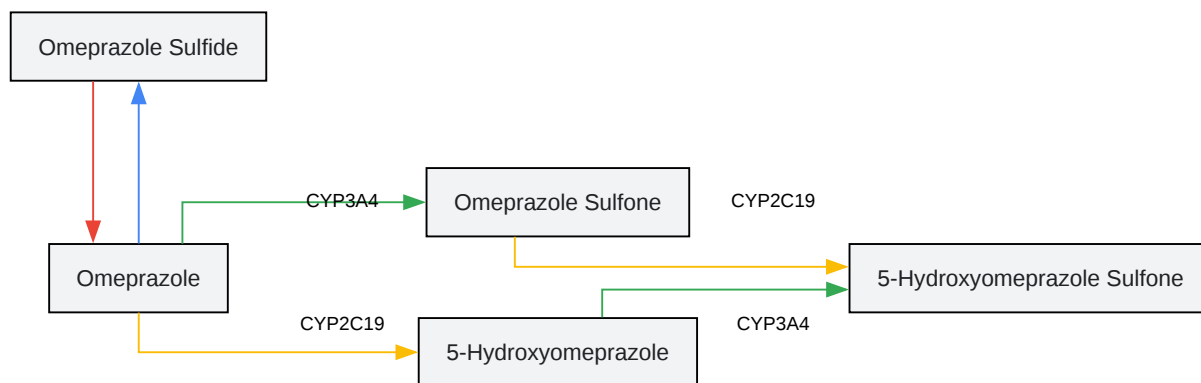 Omeprazole Sulfide
CYP3A4
Omeprazole Sulfone
CYP2C19
Omeprazole
5-Hydroxyomeprazole Sulfone
CYP2C19
CYP3A4
5-Hydroxyomeprazole